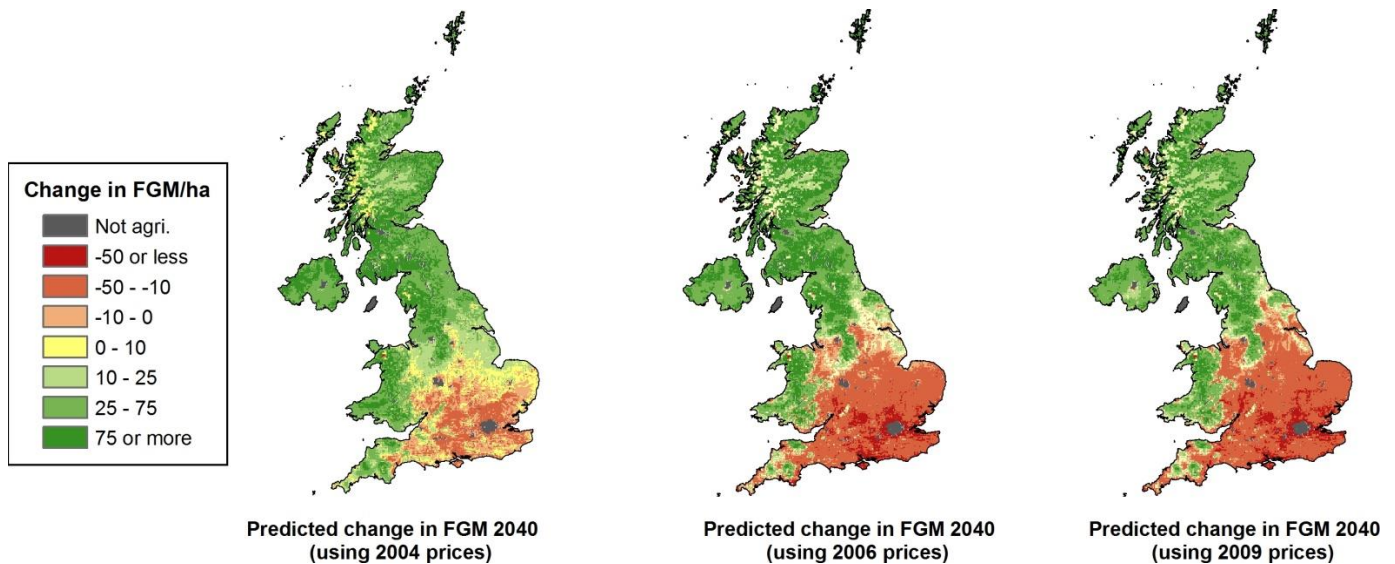 Change in FGM/ha
Not agri.
-50 or less
-50 - -10
-10 - 0
0 - 10
10 - 25
25 - 75
75 or more
Predicted change in FGM 2040
(using 2004 prices)
Predicted change in FGM 2040
(using 2006 prices)
Predicted change in FGM 2040
(using 2009 prices)